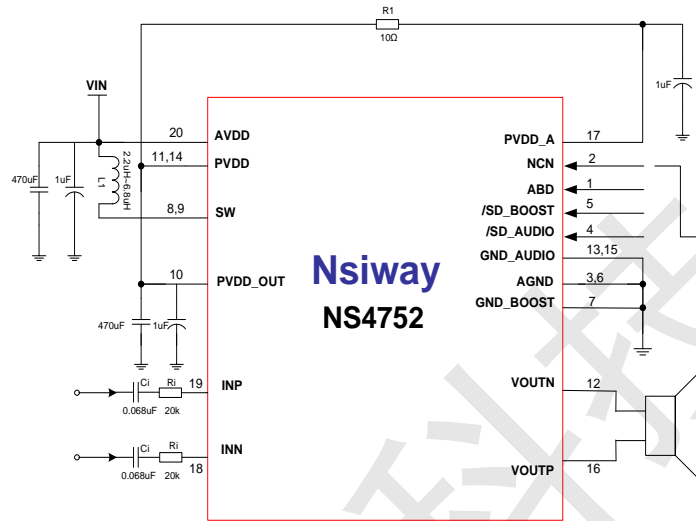 R1
10Ω
1uF
VIN
470uF
1uF
2.2uH-6.8uH
L1
20
AVDD
11,14
PVDD
8,9
SW
10
PVDD_OUT
470uF
1uF
Ci
Ri
19
INP
0.068uF
20k
Ci
Ri
18
INN
0.068uF
20k
Nsiway
NS4752
PVDD_A
17
NCN
2
ABD
1
/SD_BOOST
5
/SD_AUDIO
4
GND_AUDIO
13,15
AGND
3,6
GND_BOOST
7
VOUTN
12
VOUTP
16
科技